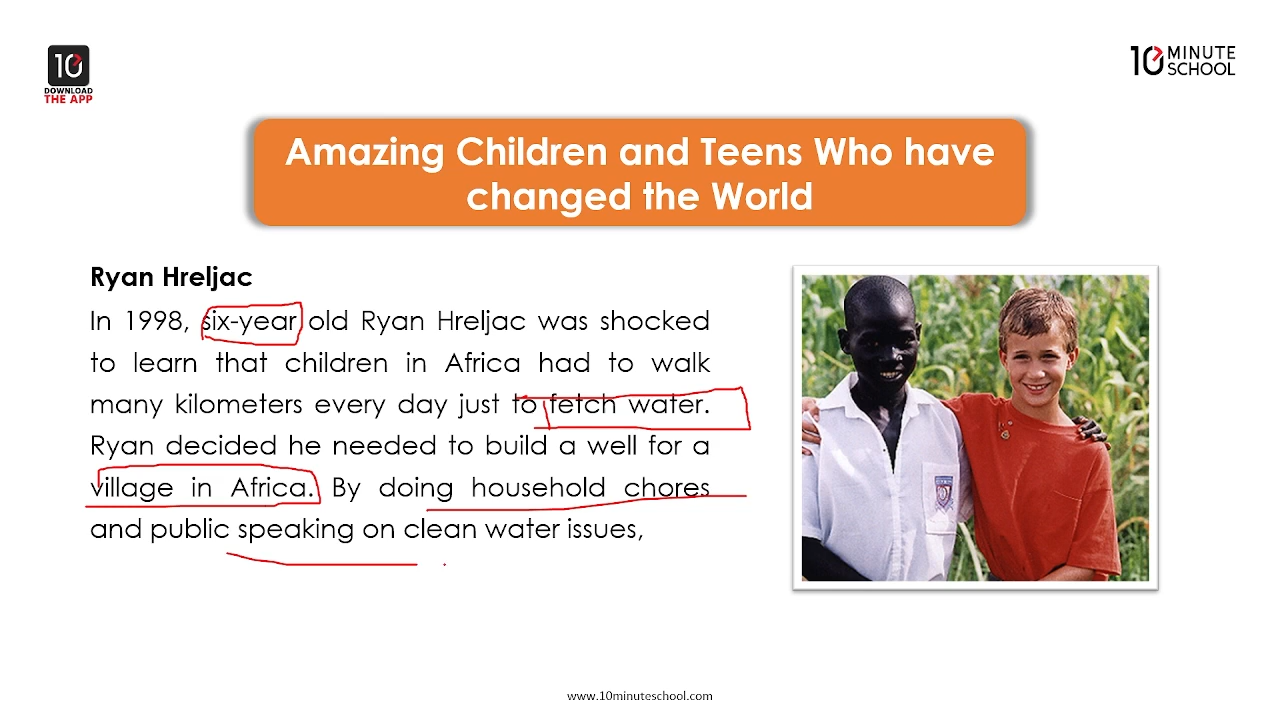 10
DOWNLOAD
THE APP
10 MINUTE
SCHOOL
Amazing Children and Teens Who have
changed the World
Ryan Hreljac
In 1998, six-year old Ryan Hreljac was shocked
to learn that children in Africa had to walk
many kilometers every day just to fetch water.
Ryan decided he needed to build a well for a
village in Africa. By doing household chores
and public speaking on clean water issues,
www.10minuteschool.com